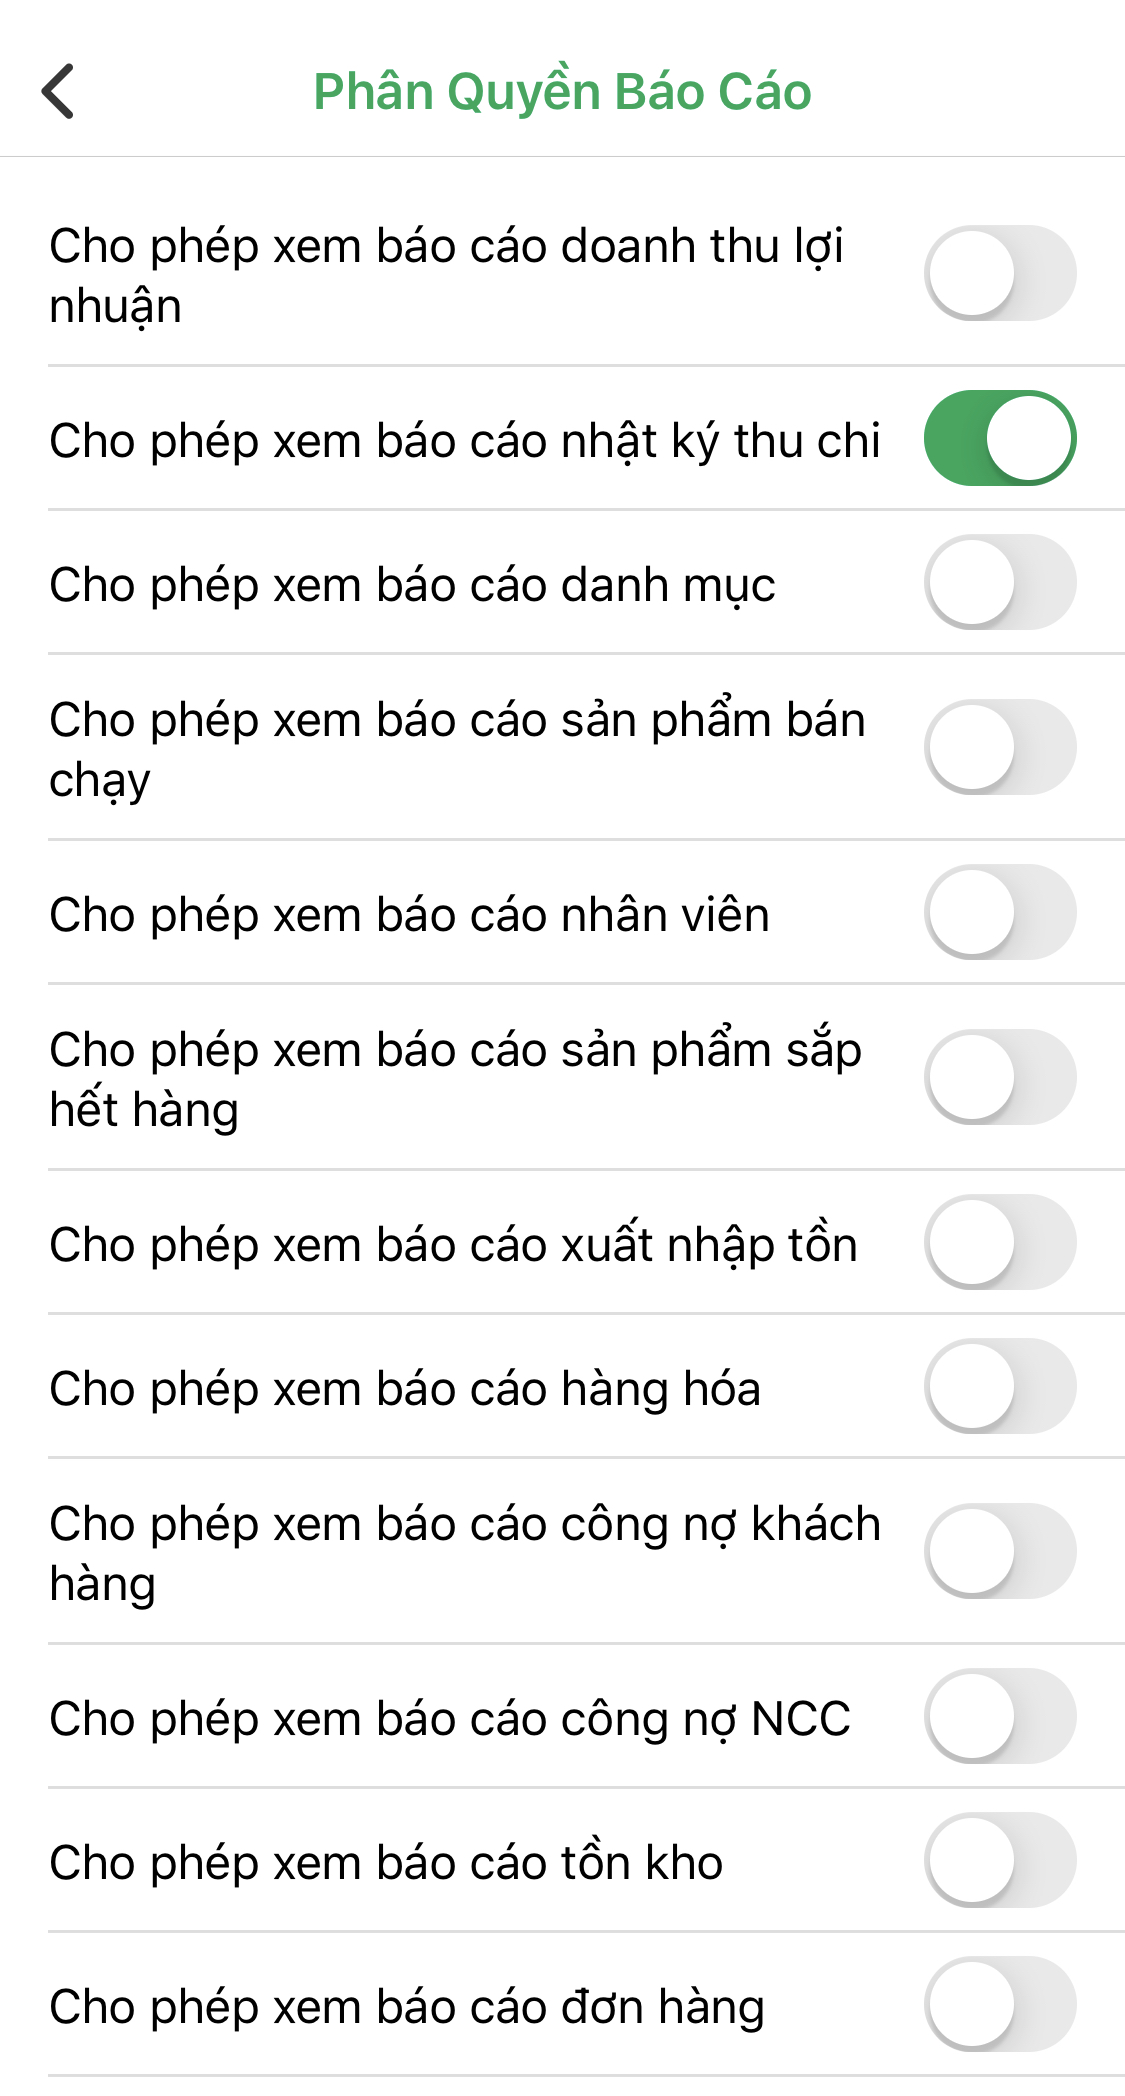 Phân Quyền Báo Cáo
Cho phép xem báo cáo doanh thu lợi
nhuận
Cho phép xem báo cáo nhật ký thu chi
Cho phép xem báo cáo danh mục
Cho phép xem báo cáo sản phẩm bán
chạy
Cho phép xem báo cáo nhân viên
Cho phép xem báo cáo sản phẩm sắp
hết hàng
Cho phép xem báo cáo xuất nhập tồn
Cho phép xem báo cáo hàng hóa
Cho phép xem báo cáo công nợ khách
hàng
Cho phép xem báo cáo công nợ NCC
Cho phép xem báo cáo tồn kho
Cho phép xem báo cáo đơn hàng